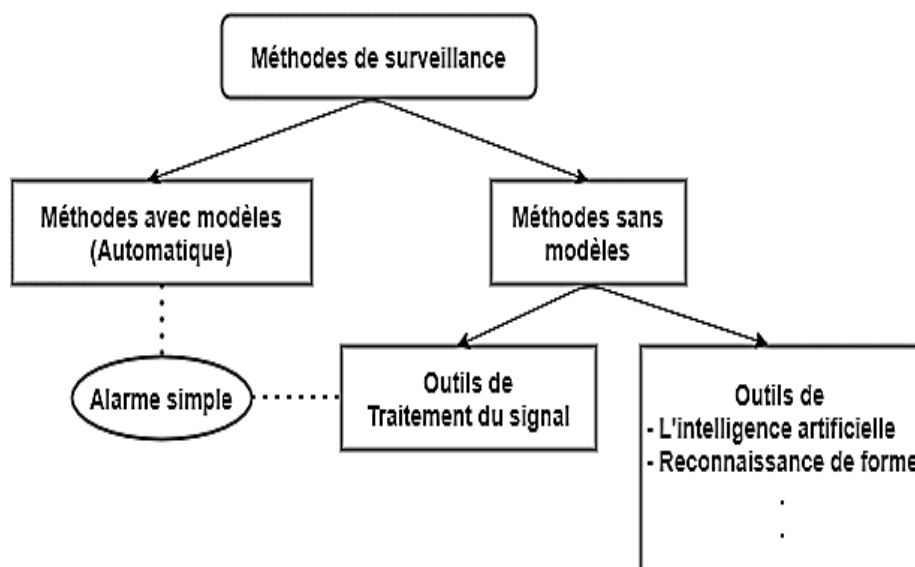 Méthodes de surveillance
Méthodes avec modèles
(Automatique)
Méthodes sans
modèles
Alarme simple
Outils de
Traitement du signal
Outils de
- L'intelligence artificielle
- Reconnaissance de forme
.
.